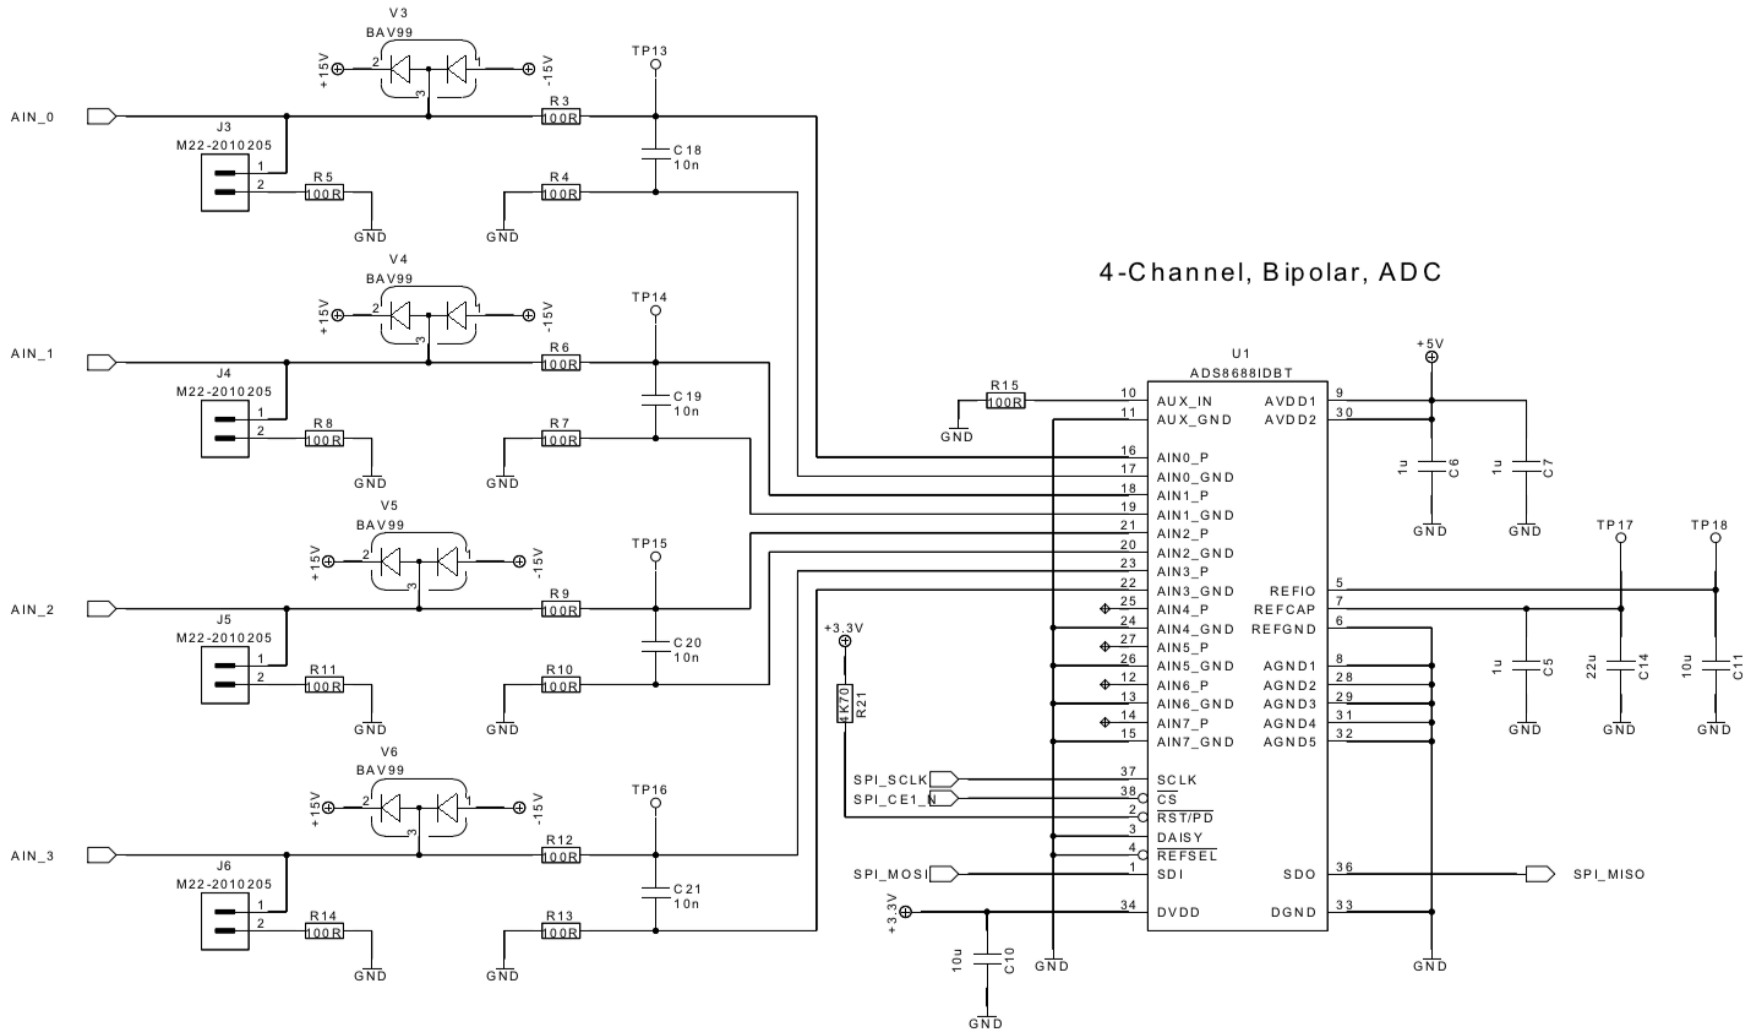 V3
BAV99
+15V
2
1
3
-15V
TP13
AIN_0
R3
100R
J3
M22-2010205
1
2
R5
100R
GND
C18
10n
R4
100R
GND
V4
BAV99
+15V
2
1
3
-15V
TP14
AIN_1
R6
100R
J4
M22-2010205
1
2
R8
100R
GND
C19
10n
R7
100R
GND
V5
BAV99
+15V
2
1
3
-15V
TP15
AIN_2
R9
100R
J5
M22-2010205
1
2
R11
100R
GND
C20
10n
R10
100R
GND
V6
BAV99
+15V
2
1
3
-15V
TP16
AIN_3
R12
100R
J6
M22-2010205
1
2
R14
100R
GND
C21
10n
R13
100R
GND
4-Channel, Bipolar, ADC
U1
ADS8688IDBT
R15
100R
GND
10 AUX_IN
11 AUX_GND
16 AIN0_P
17 AIN0_GND
18 AIN1_P
19 AIN1_GND
21 AIN2_P
20 AIN2_GND
23 AIN3_P
22 AIN3_GND
25 AIN4_P
24 AIN4_GND
27 AIN5_P
26 AIN5_GND
12 AIN6_P
13 AIN6_GND
14 AIN7_P
15 AIN7_GND
+3.3V
4K70
R21
SPI_SCLK 37 SCLK
SPI_CE1_N 38 CS
2 RST/PD
3 DAISY
4 REFSEL
SPI_MOSI 1 SDI
+3.3V
34 DVDD
10u
C10
GND
GND
+5V
AVDD1 9
AVDD2 30
1u
C6
GND
1u
C7
GND
TP17
TP18
REFIO 5
REFCAP 7
REFGND 6
AGND1 8
AGND2 28
AGND3 29
AGND4 31
AGND5 32
1u
C5
GND
22u
C14
GND
10u
C11
GND
SDO 36 SPI_MISO
DGND 33
GND